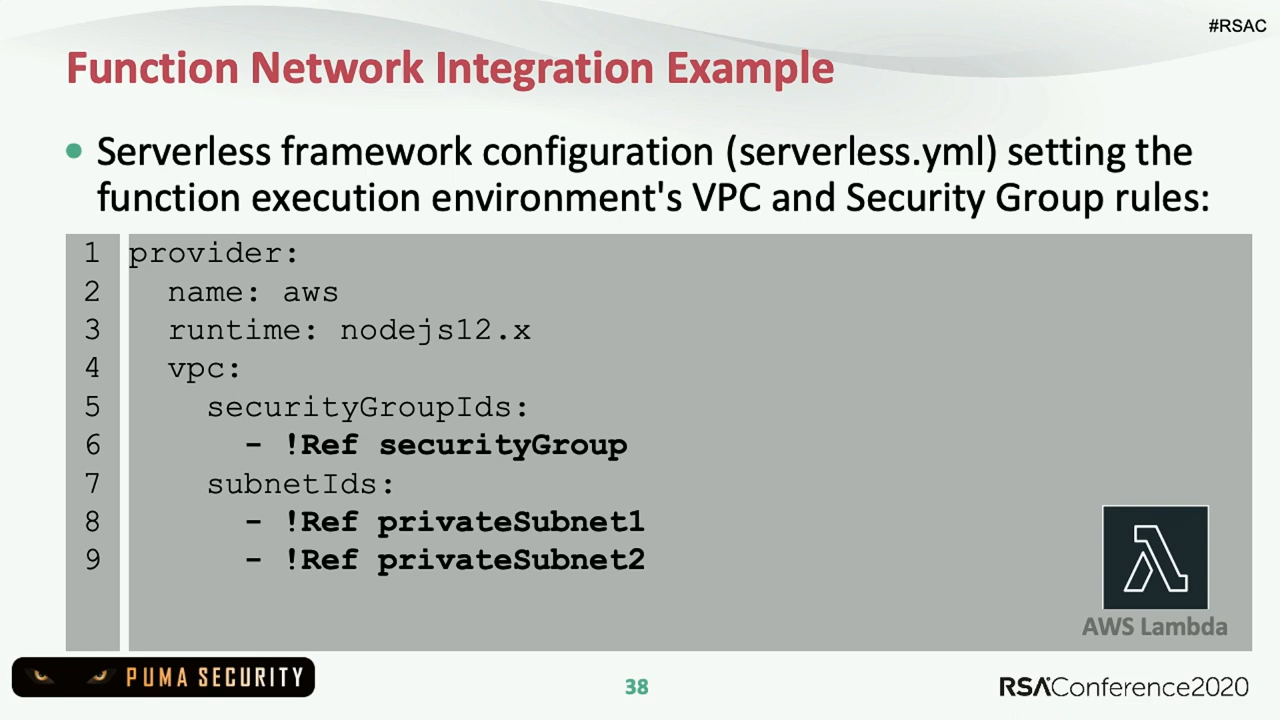 #RSAC
Function Network Integration Example
• Serverless framework configuration (serverless.yml) setting the
function execution environment's VPC and Security Group rules:
1 provider:
2   name: aws
3   runtime: nodejs12.x
4   vpc:
5     securityGroupIds:
6       - !Ref securityGroup
7     subnetIds:
8       - !Ref privateSubnet1
9       - !Ref privateSubnet2
AWS Lambda
PUMA SECURITY
38
RSAConference2020